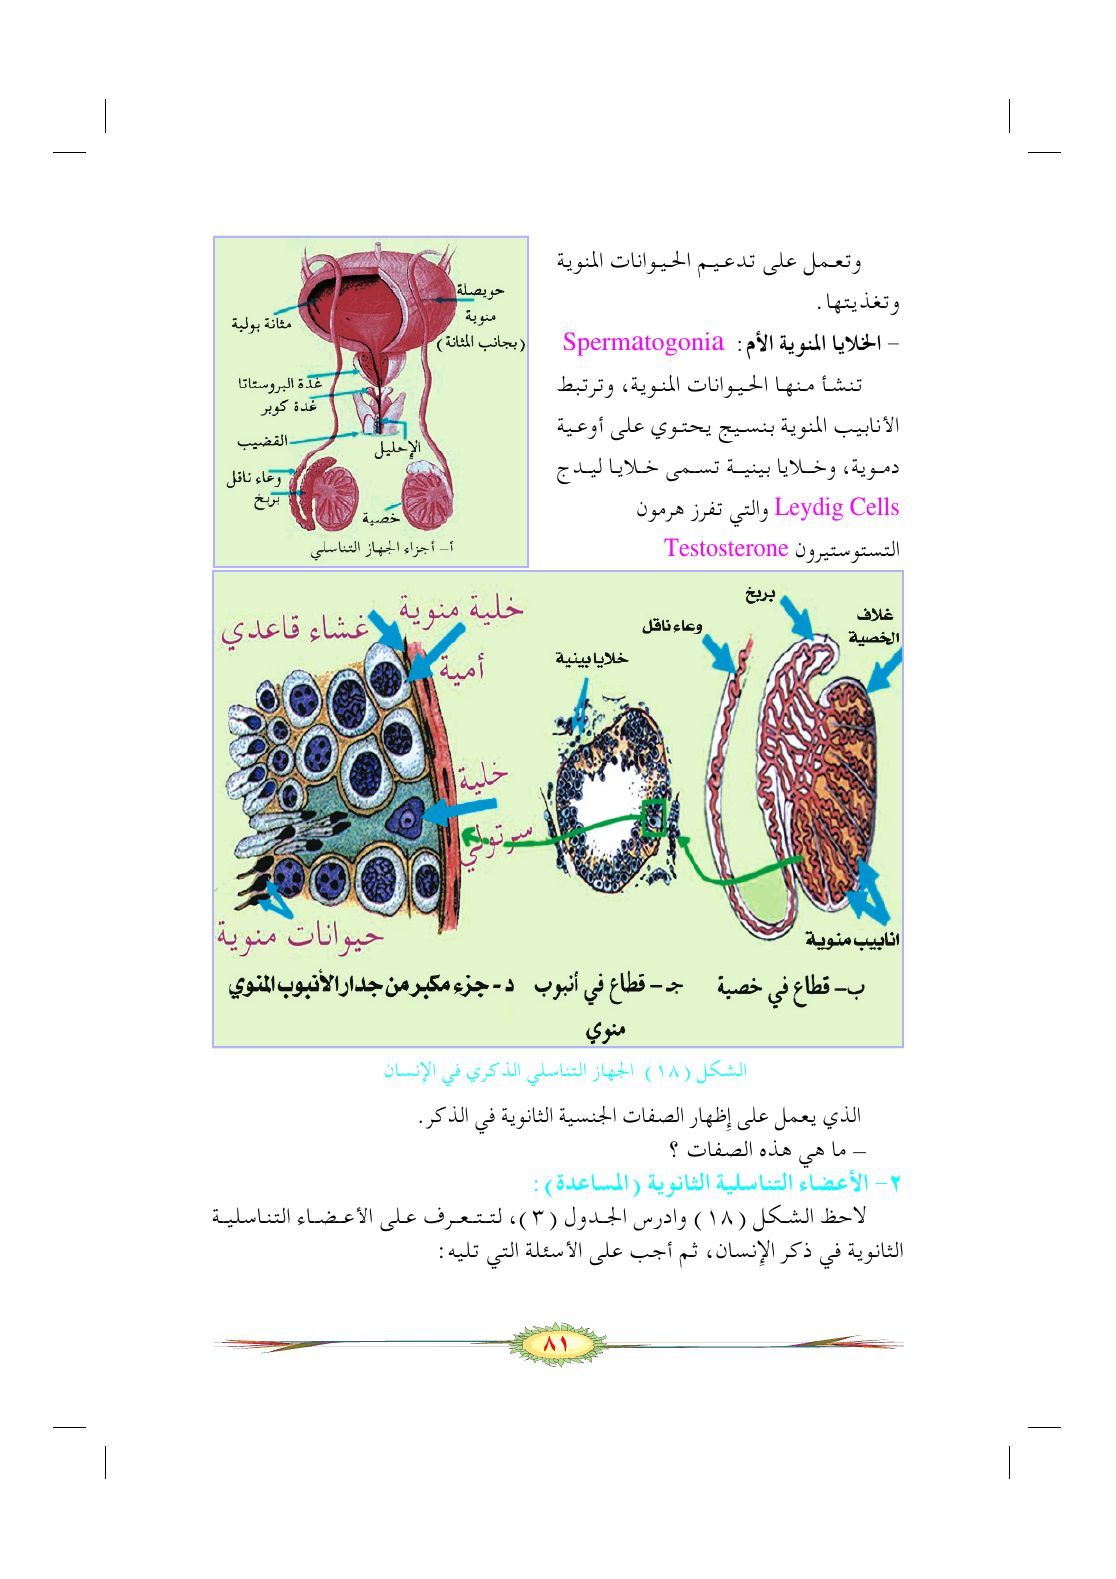 وتعمل على تدعيم الحيوانات المنوية
وتغذيتها.
– الخلايا المنوية الأم: Spermatogonia
تنشأ منها الحيوانات المنوية، وترتبط
الأنابيب المنوية بنسيج يحتوي على أوعية
دموية، وخلايا بينية تسمى خلايا ليدج
Leydig Cells والتي تفرز هرمون
التستوستيرون Testosterone
حويصلة
منوية
(بجانب المثانة)
مثانة بولية
غدة البروستاتا
غدة كوبر
القضيب
الإحليل
وعاء ناقل
بربخ
خصية
أ- أجزاء الجهاز التناسلي
غلاف
الخصية
بربخ
وعاء ناقل
خلايا بينية
خلية منوية
أمية
غشاء قاعدي
خلية
سرتولي
حيوانات منوية
انابيب منوية
ب- قطاع في خصية
جـ - قطاع في أنبوب
منوي
د - جزء مكبر من جدار الأنبوب المنوي
الشكل (١٨) الجهاز التناسلي الذكري في الإنسان
الذي يعمل على إظهار الصفات الجنسية الثانوية في الذكر.
– ما هي هذه الصفات ؟
٢- الأعضاء التناسلية الثانوية (المساعدة):
لاحظ الشكل (١٨) وادرس الجدول (٣)، لتتعرف على الأعضاء التناسلية
الثانوية في ذكر الإنسان، ثم أجب على الأسئلة التي تليه:
٨١